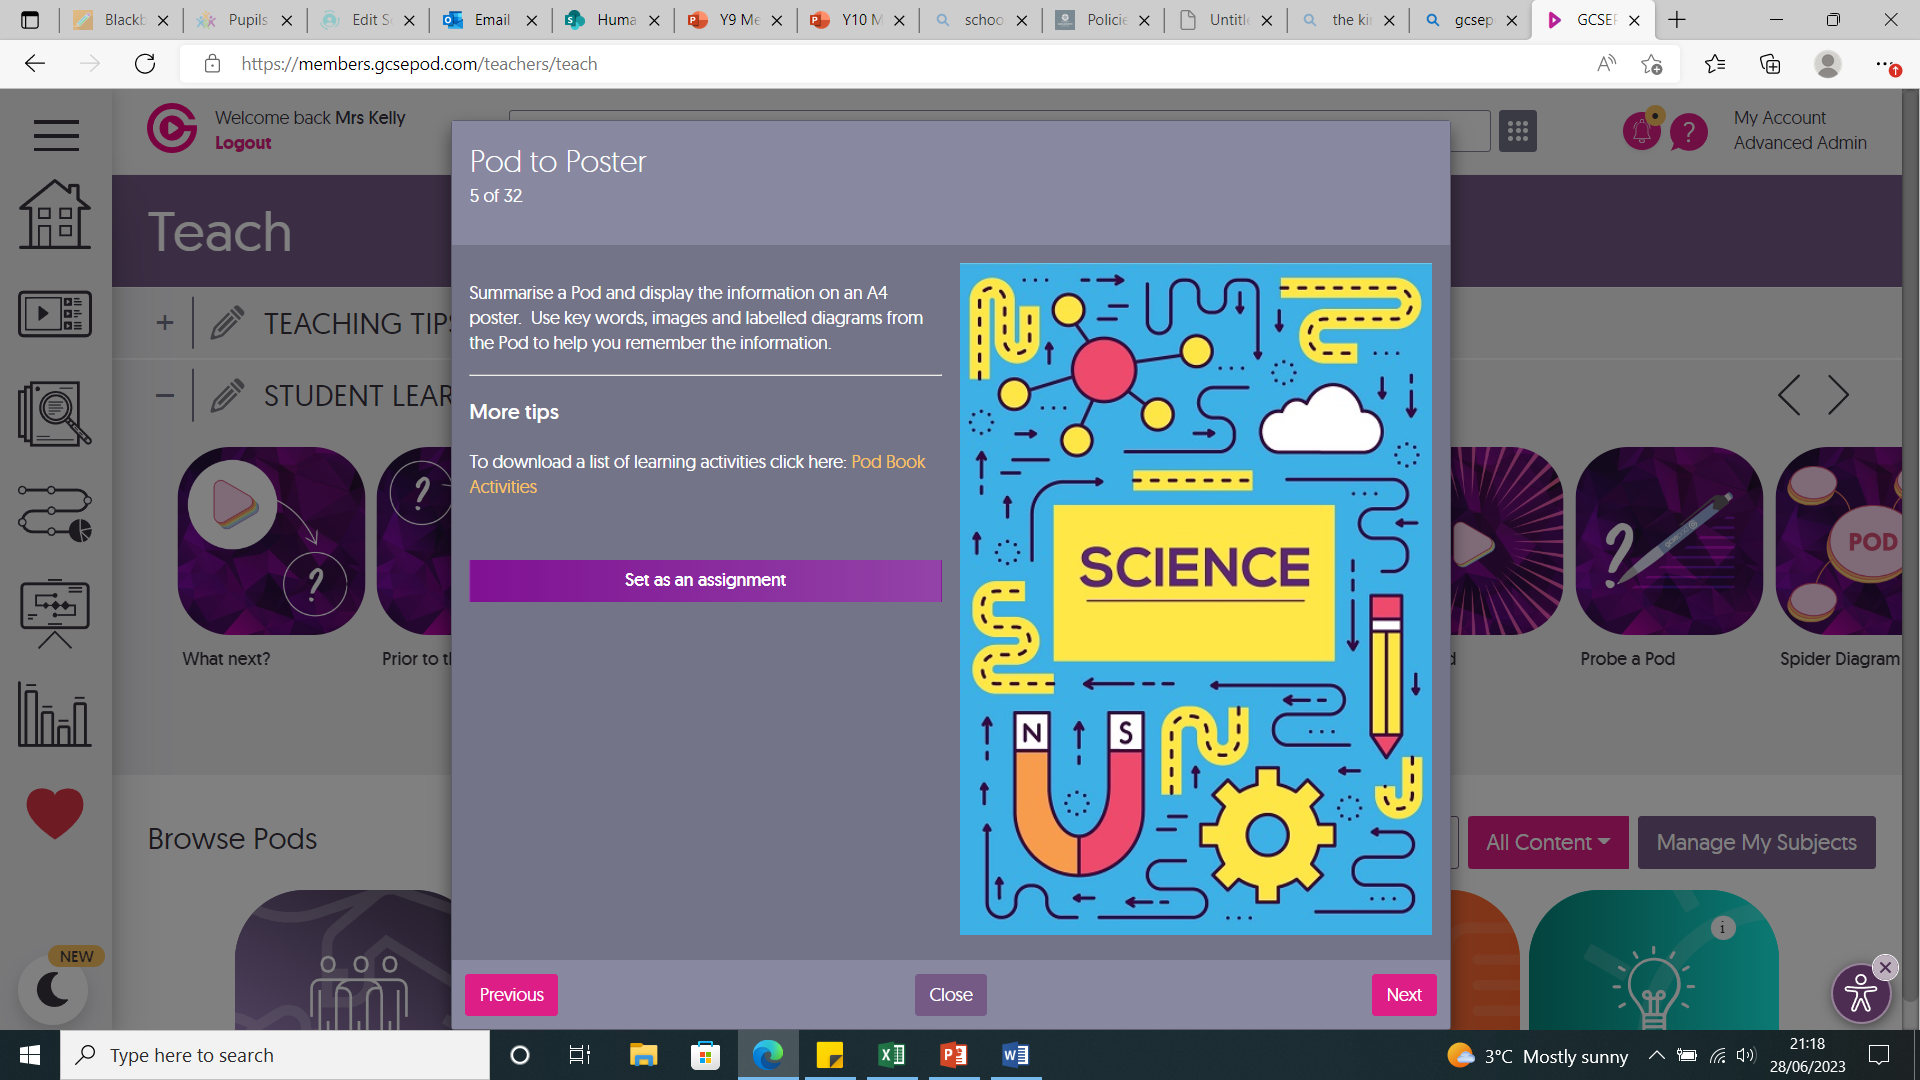 Blackb
Pupils
Edit S
Email
Huma
Y9 Me
Y10 M
schoo
Policie
Untitle
the ki
gcsep
GCSEP
https://members.gcsepod.com/teachers/teach
Welcome back Mrs Kelly
Logout
My Account
Advanced Admin
Teach
TEACHING TIPS
STUDENT LEAR
What next?
Prior to t
Probe a Pod
Spider Diagram
POD
Pod to Poster
5 of 32
Summarise a Pod and display the information on an A4
poster. Use key words, images and labelled diagrams from
the Pod to help you remember the information.
More tips
To download a list of learning activities click here: Pod Book
Activities
Set as an assignment
SCIENCE
N S
Browse Pods
All Content
Manage My Subjects
NEW
Previous
Close
Next
Type here to search
3°C Mostly sunny
21:18
28/06/2023